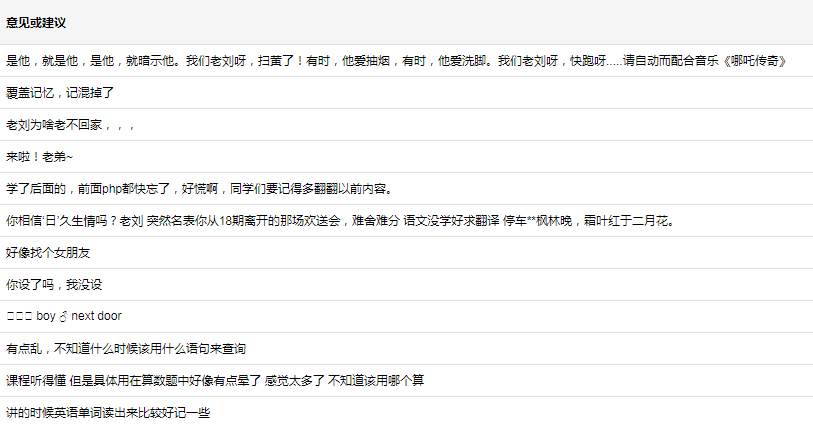 意见或建议
是他，就是他，是他，就暗示他。我们老刘呀，扫黄了！有时，他爱抽烟，有时，他爱洗脚。我们老刘呀，快跑呀.....请自动而配合音乐《哪吒传奇》
覆盖记忆，记混掉了
老刘为啥老不回家，，，
来啦！老弟~
学了后面的，前面php都快忘了，好慌啊，同学们要记得多翻翻以前内容。
你相信‘日’久生情吗？老刘 突然名表你从18期离开的那场欢送会，难舍难分 语文没学好求翻译 停车**枫林晚，霜叶红于二月花。
好像找个女朋友
你设了吗，我没设
□□□ boy ♂ next door
有点乱，不知道什么时候该用什么语句来查询
课程听得懂 但是具体用在算数题中好像有点晕了 感觉太多了 不知道该用哪个算
讲的时候英语单词读出来比较好记一些